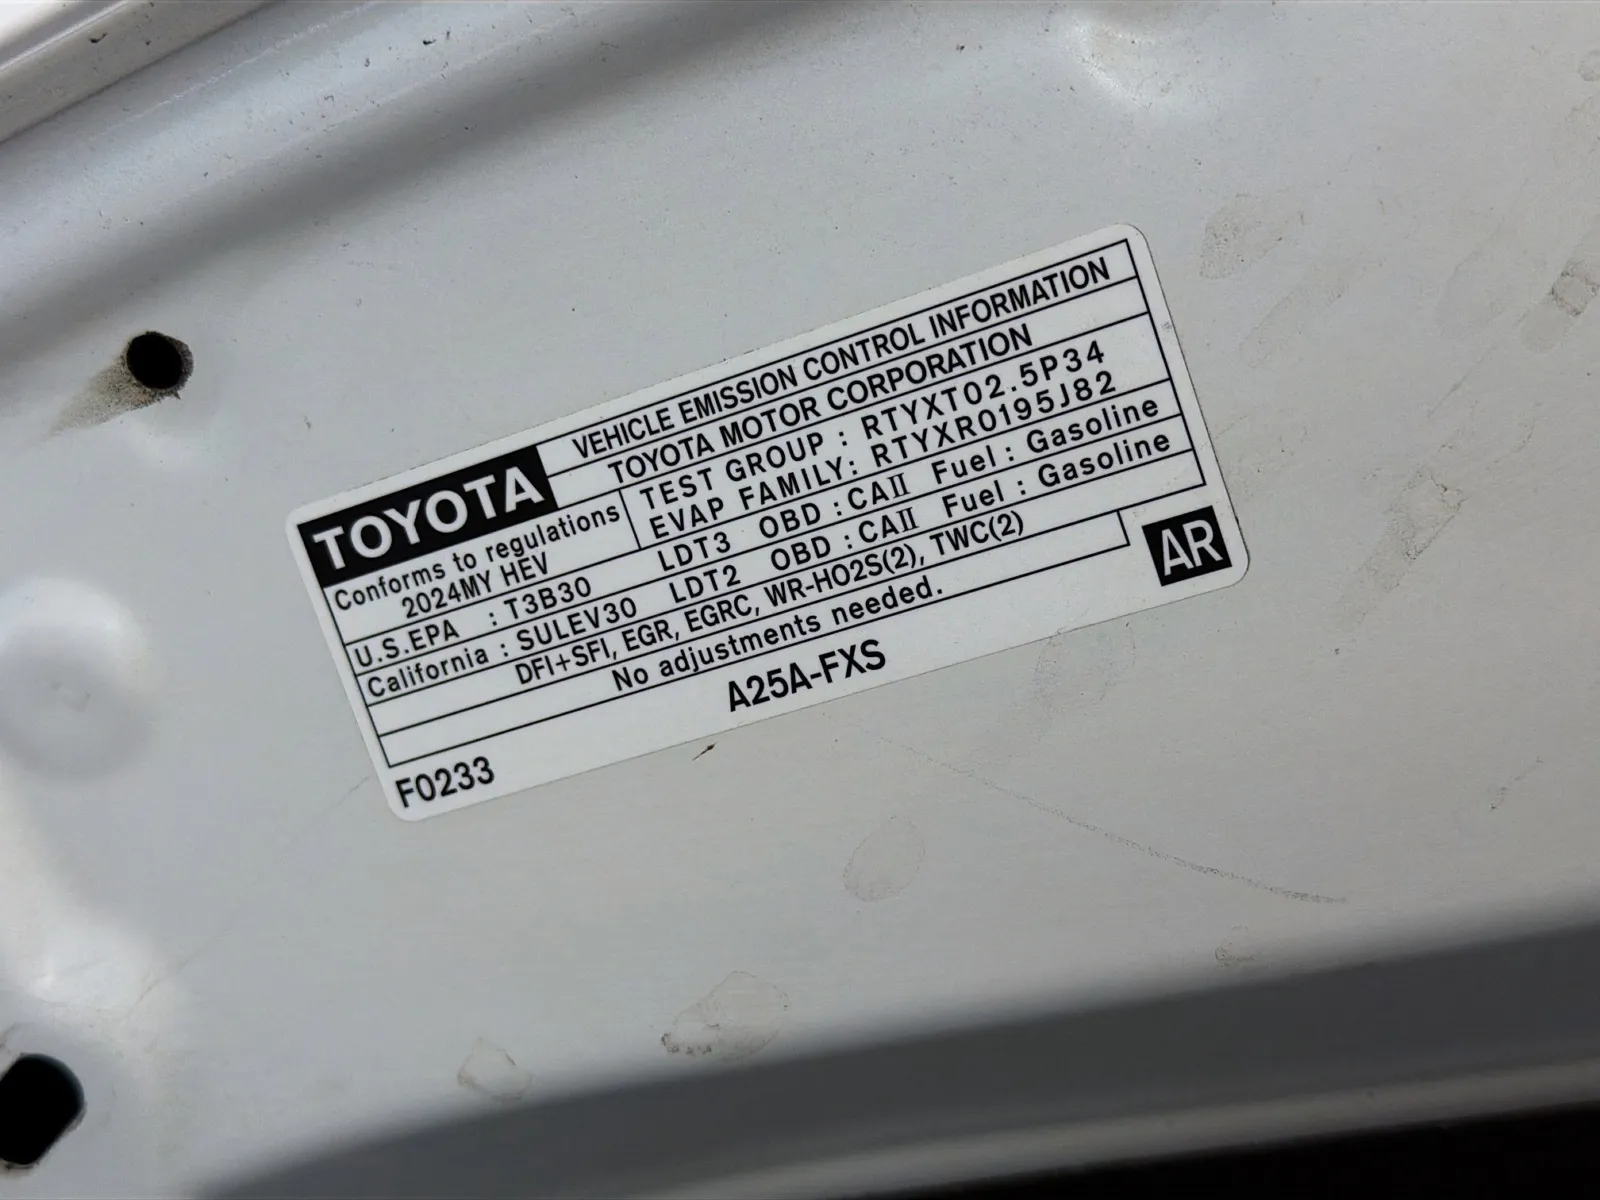 TOYOTA
VEHICLE EMISSION CONTROL INFORMATION
TOYOTA MOTOR CORPORATION
Conforms to regulations
2024MY HEV
TEST GROUP : RTYXT02.5P34
EVAP FAMILY: RTYXR0195J82
U.S.EPA : T3B30 LDT3 OBD :CAⅡ Fuel : Gasoline
California : SULEV30 LDT2 OBD :CAⅡ Fuel : Gasoline
DFI+SFI, EGR, EGRC, WR-HO2S(2), TWC(2)
No adjustments needed.
AR
A25A-FXS
F0233